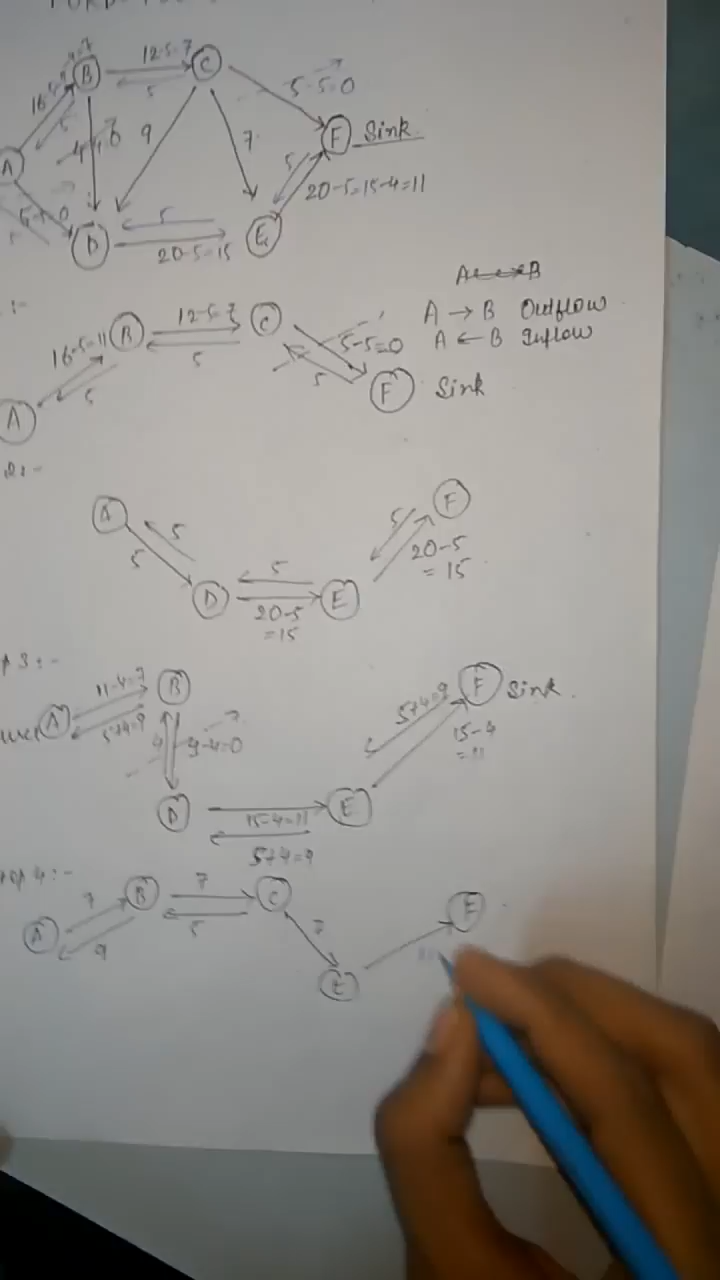 B 12-5=7 C
16-5=
5
5-5=0
A 9 7 F Sink
5 20-5=15-4=11
5
D 20-5=15 E
A B
A → B Outflow
A ← B Inflow
16-5=11 B 12-5=7 C
5 5 5-5=0
5
A F Sink
2:-
A F
5 5 5
5 20-5
D E =15
20-5
=15
3:-
11-4=7 B F Sink
A 5+4=9 5+4=9
4 9-4=0 15-4
=11
D 15-4=11 E
5+4=9
4:-
7 B 7 C F
A 9 5 7
E